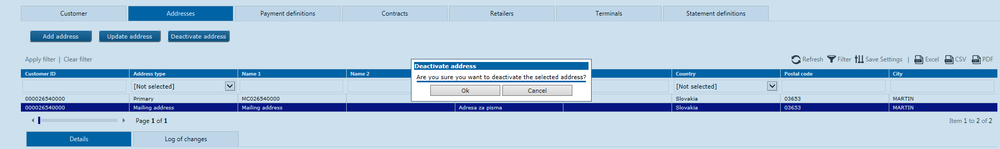 Customer Addresses Payment definitions Contracts Retailers Terminals Statement definitions
Add address Update address Deactivate address
Apply filter | Clear filter Refresh Filter Save Settings | Excel CSV PDF
Deactivate address
Are you sure you want to deactivate the selected address?
Ok Cancel
Customer ID Address type Name 1 Name 2 Country Postal code City
[Not selected] [Not selected]
000026540000 Primary MC026540000 Slovakia 03653 MARTIN
000026540000 Mailing address Mailing address Adresa za pisma Slovakia 03653 MARTIN
Page 1 of 1 Item 1 to 2 of 2
Details Log of changes